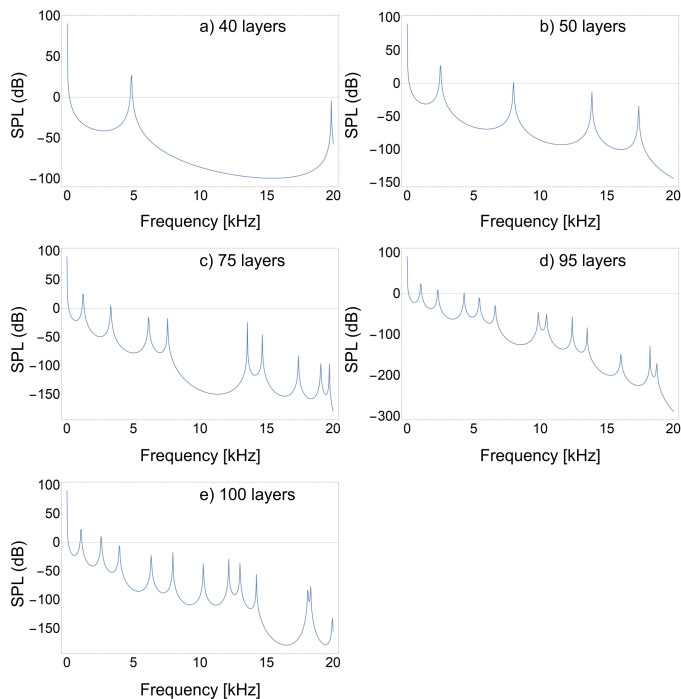 a) 40 layers
100
50
0
−50
−100
SPL (dB)
0 5 10 15 20
Frequency [kHz]
b) 50 layers
100
50
0
−50
−100
−150
SPL (dB)
0 5 10 15 20
Frequency [kHz]
c) 75 layers
100
50
0
−50
−100
−150
SPL (dB)
0 5 10 15 20
Frequency [kHz]
d) 95 layers
100
0
−100
−200
−300
SPL (dB)
0 5 10 15 20
Frequency [kHz]
e) 100 layers
100
50
0
−50
−100
−150
SPL (dB)
0 5 10 15 20
Frequency [kHz]